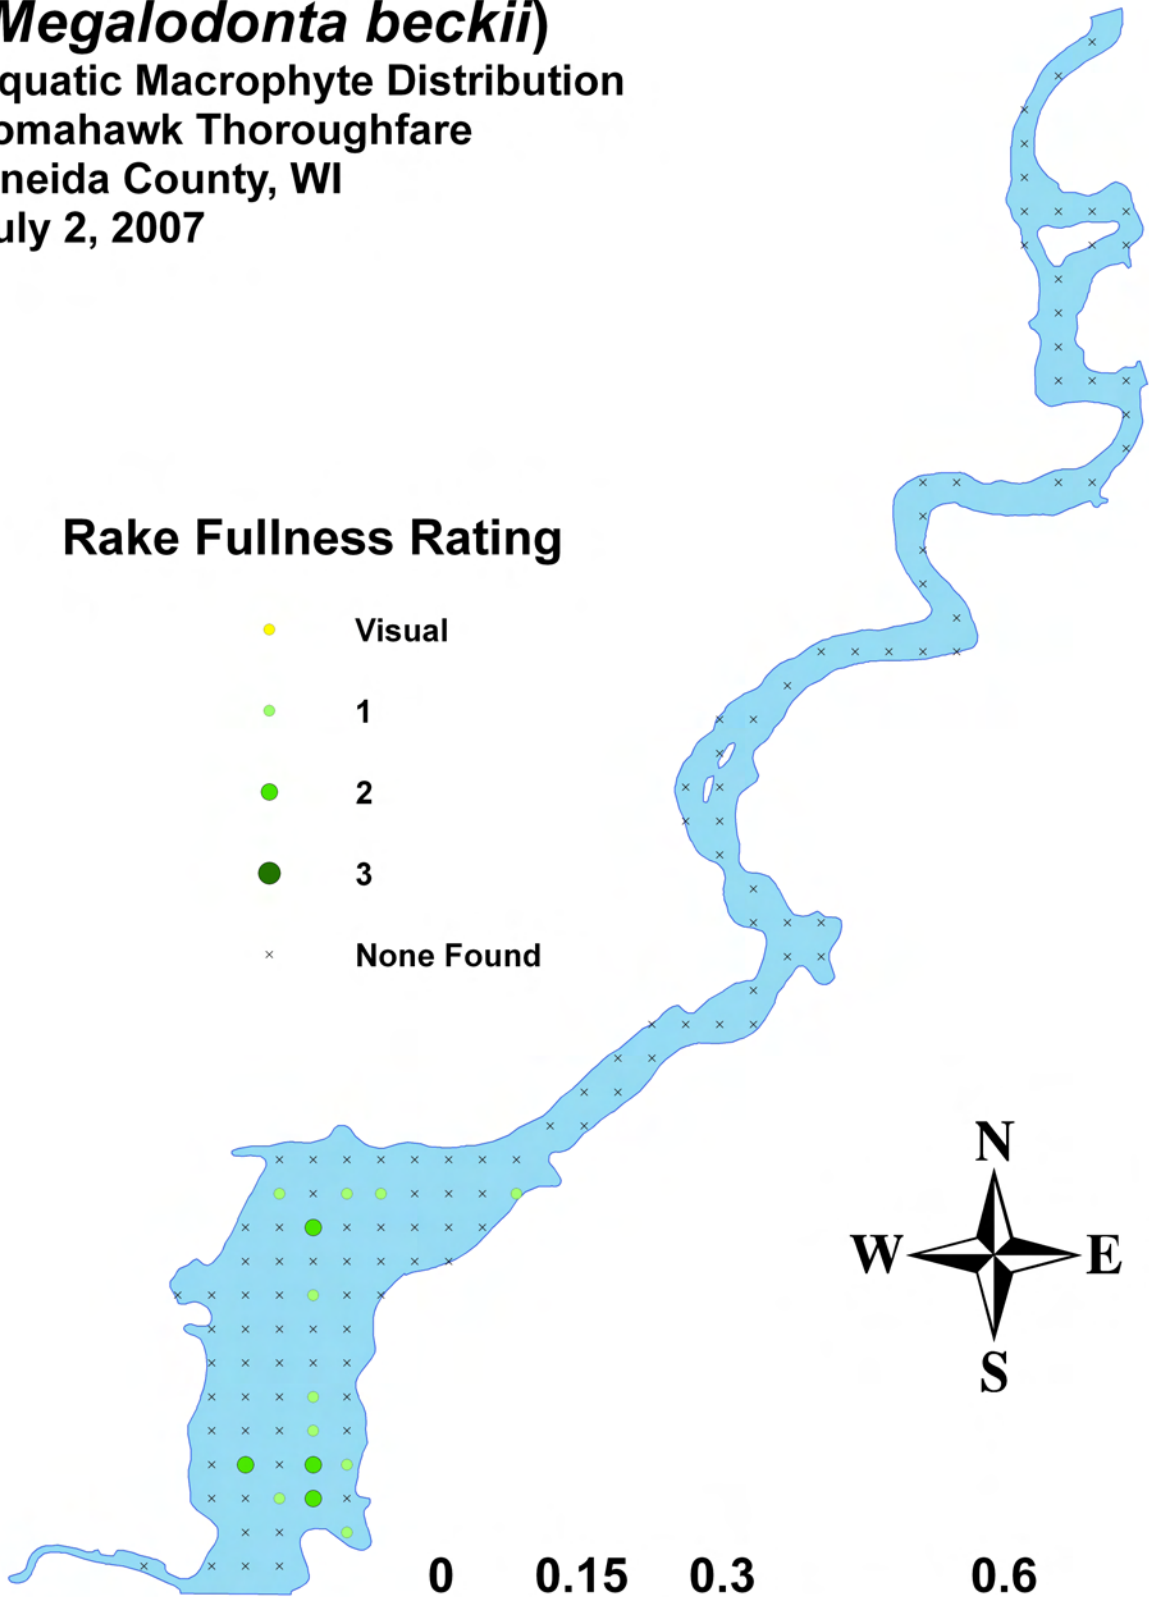 Megalodonta beckii)
quatic Macrophyte Distribution
omahawk Thoroughfare
neida County, WI
uly 2, 2007
Rake Fullness Rating
Visual
1
2
3
None Found
N
W E
S
0 0.15 0.3 0.6